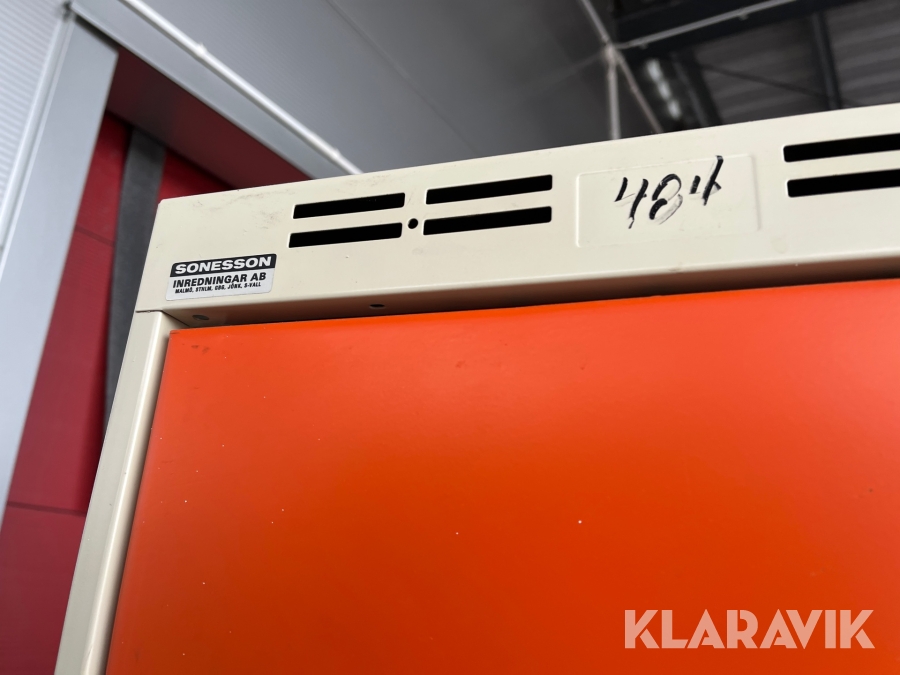 484
SONESSON
INREDNINGAR AB
MALMÖ, STHLM, GBG, JÖNK, S-VALL
KLARAVIK